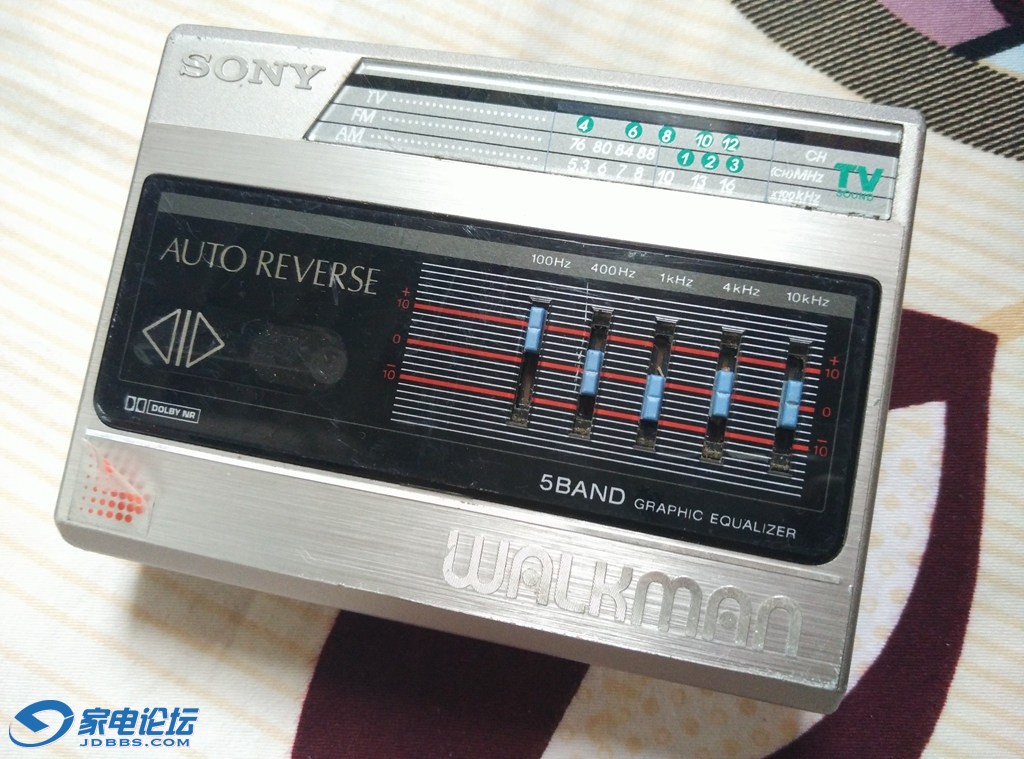 SONY
TV
FM
AM
4 6 8 10 12
76 80 84 88
1 2 3
5.3 6 7 8 10 13 16
CH
(CH)MHz
x100kHz
TV
SOUND
AUTO REVERSE
100Hz 400Hz 1kHz 4kHz 10kHz
+
10
0
10
−
+
10
0
−
10
DOLBY NR
5BAND GRAPHIC EQUALIZER
WALKMAN
家电论坛
JDBBS.COM